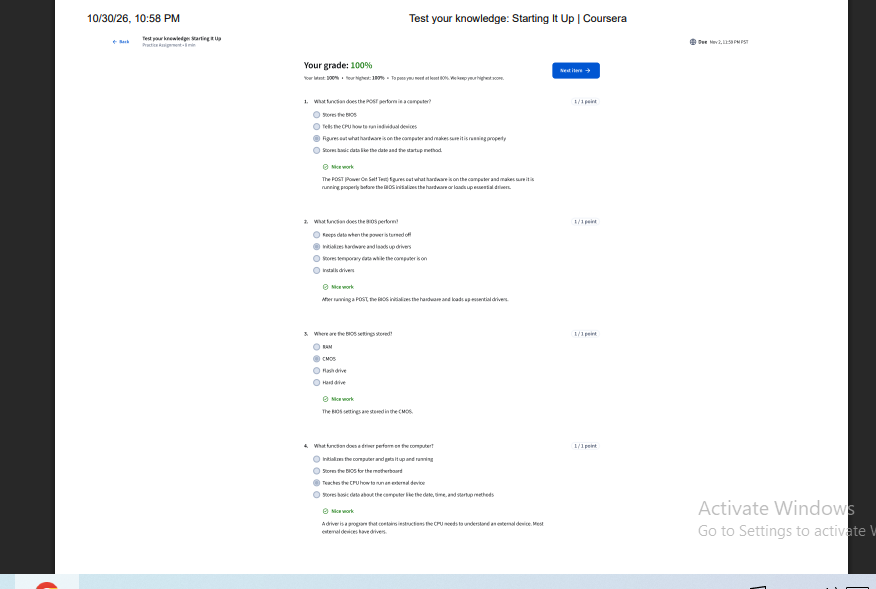 10/30/26, 10:58 PM
Test your knowledge: Starting It Up | Coursera
← Back
Test your knowledge: Starting It Up
Practice Assignment • 8 min
Due Nov 2, 11:59 PM PST
Your grade: 100%
Your latest: 100% • Your highest: 100% • To pass you need at least 80%. We keep your highest score.
Next item →
1. What function does the POST perform in a computer?
1 / 1 point
Stores the BIOS
Tells the CPU how to run individual devices
Figures out what hardware is on the computer and makes sure it is running properly
Stores basic data like the date and the startup method.
Nice work
The POST (Power On Self Test) figures out what hardware is on the computer and makes sure it is
running properly before the BIOS initializes the hardware or loads up essential drivers.
2. What function does the BIOS perform?
1 / 1 point
Keeps data when the power is turned off
Initializes hardware and loads up drivers
Stores temporary data while the computer is on
Installs drivers
Nice work
After running a POST, the BIOS initializes the hardware and loads up essential drivers.
3. Where are the BIOS settings stored?
1 / 1 point
RAM
CMOS
Flash drive
Hard drive
Nice work
The BIOS settings are stored in the CMOS.
4. What function does a driver perform on the computer?
1 / 1 point
Initializes the computer and gets it up and running
Stores the BIOS for the motherboard
Teaches the CPU how to run an external device
Stores basic data about the computer like the date, time, and startup methods
Nice work
A driver is a program that contains instructions the CPU needs to understand an external device. Most
external devices have drivers.
Activate Windows
Go to Settings to activate W